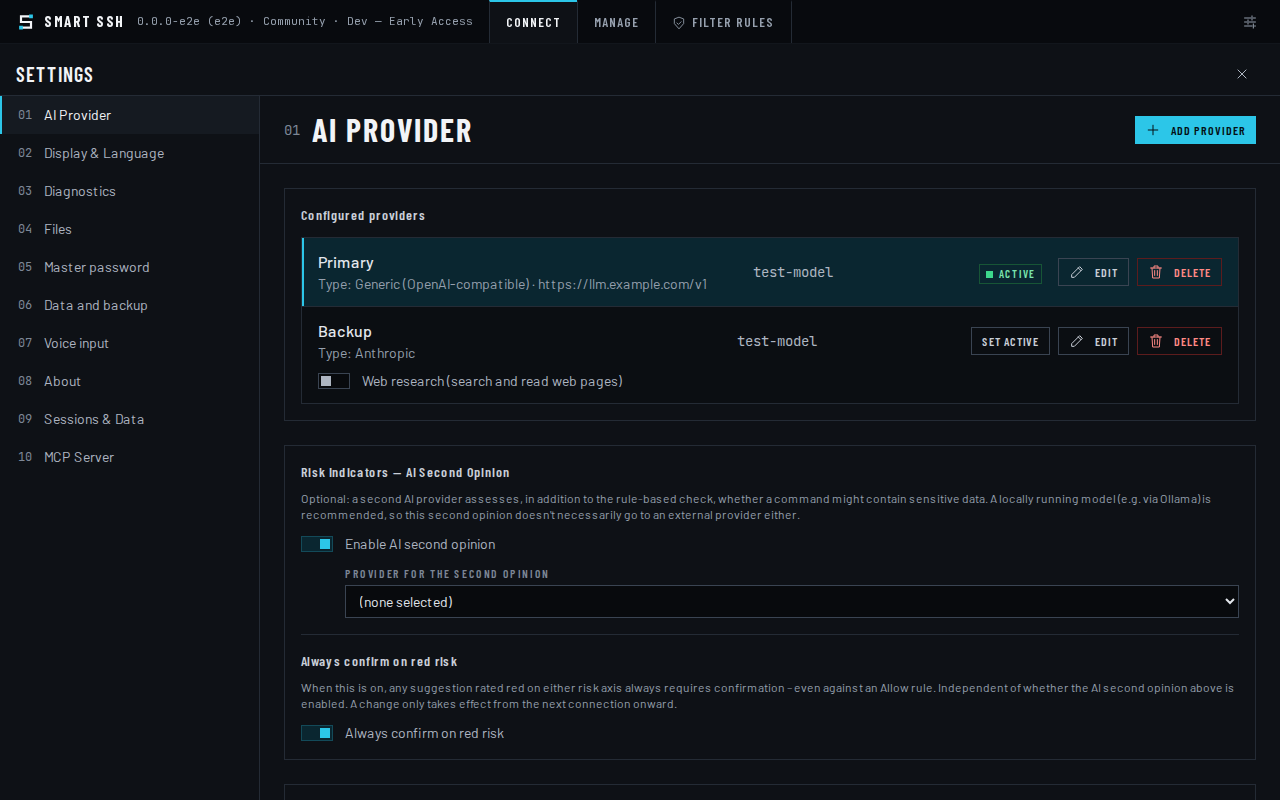 SMART SSH 0.0.0-e2e (e2e) · Community · Dev — Early Access CONNECT MANAGE FILTER RULES
SETTINGS
01 AI Provider
02 Display & Language
03 Diagnostics
04 Files
05 Master password
06 Data and backup
07 Voice input
08 About
09 Sessions & Data
10 MCP Server
01 AI PROVIDER
ADD PROVIDER
Configured providers
Primary
Type: Generic (OpenAI-compatible) · https://llm.example.com/v1
test-model
ACTIVE EDIT DELETE
Backup
Type: Anthropic
test-model
SET ACTIVE EDIT DELETE
Web research (search and read web pages)
Risk indicators — AI Second Opinion
Optional: a second AI provider assesses, in addition to the rule-based check, whether a command might contain sensitive data. A locally running model (e.g. via Ollama) is
recommended, so this second opinion doesn't necessarily go to an external provider either.
Enable AI second opinion
PROVIDER FOR THE SECOND OPINION
(none selected)
Always confirm on red risk
When this is on, any suggestion rated red on either risk axis always requires confirmation - even against an Allow rule. Independent of whether the AI second opinion above is
enabled. A change only takes effect from the next connection onward.
Always confirm on red risk